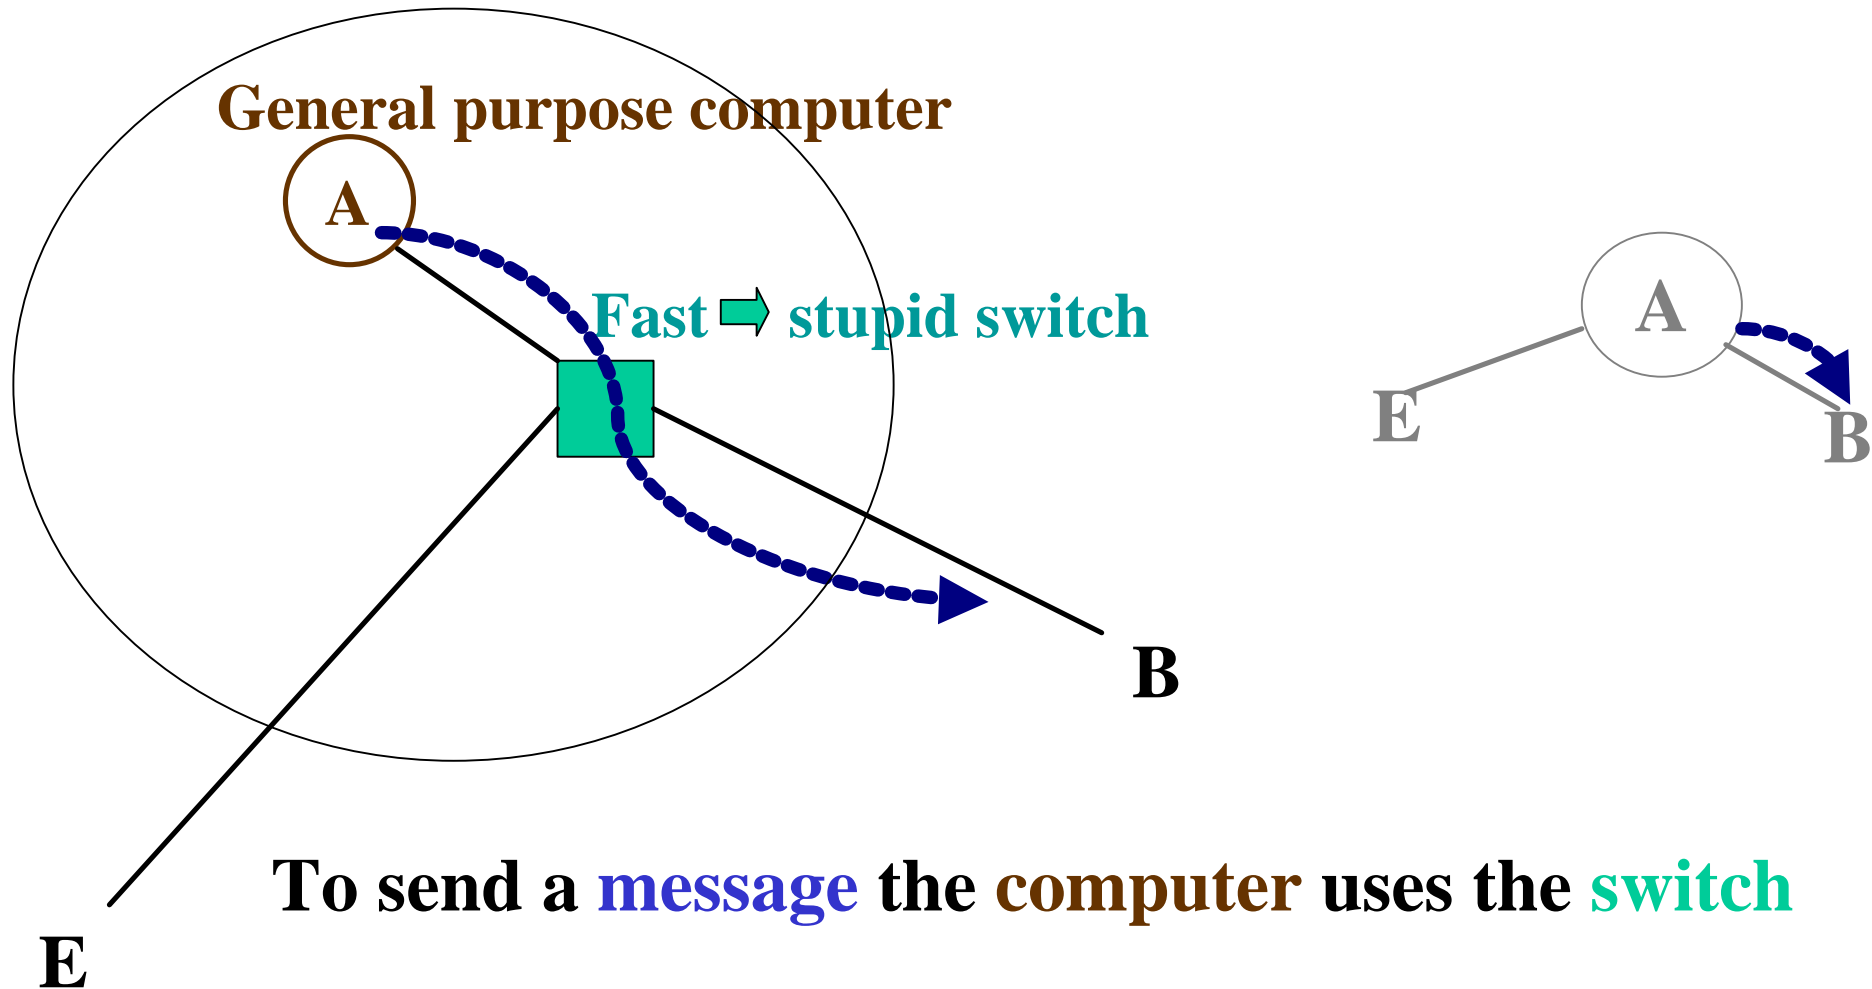 General purpose computer
A
Fast stupid switch
A
E
B
B
To send a message the computer uses the switch
E